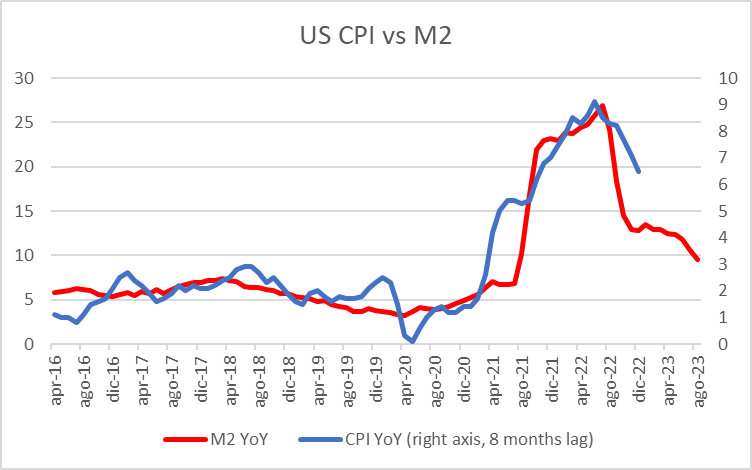 US CPI vs M2
30
25
20
15
10
5
0
10
9
8
7
6
5
4
3
2
1
0
apr-16
ago-16
dic-16
apr-17
ago-17
dic-17
apr-18
ago-18
dic-18
apr-19
ago-19
dic-19
apr-20
ago-20
dic-20
apr-21
ago-21
dic-21
apr-22
ago-22
dic-22
apr-23
ago-23
M2 YoY
CPI YoY (right axis, 8 months lag)